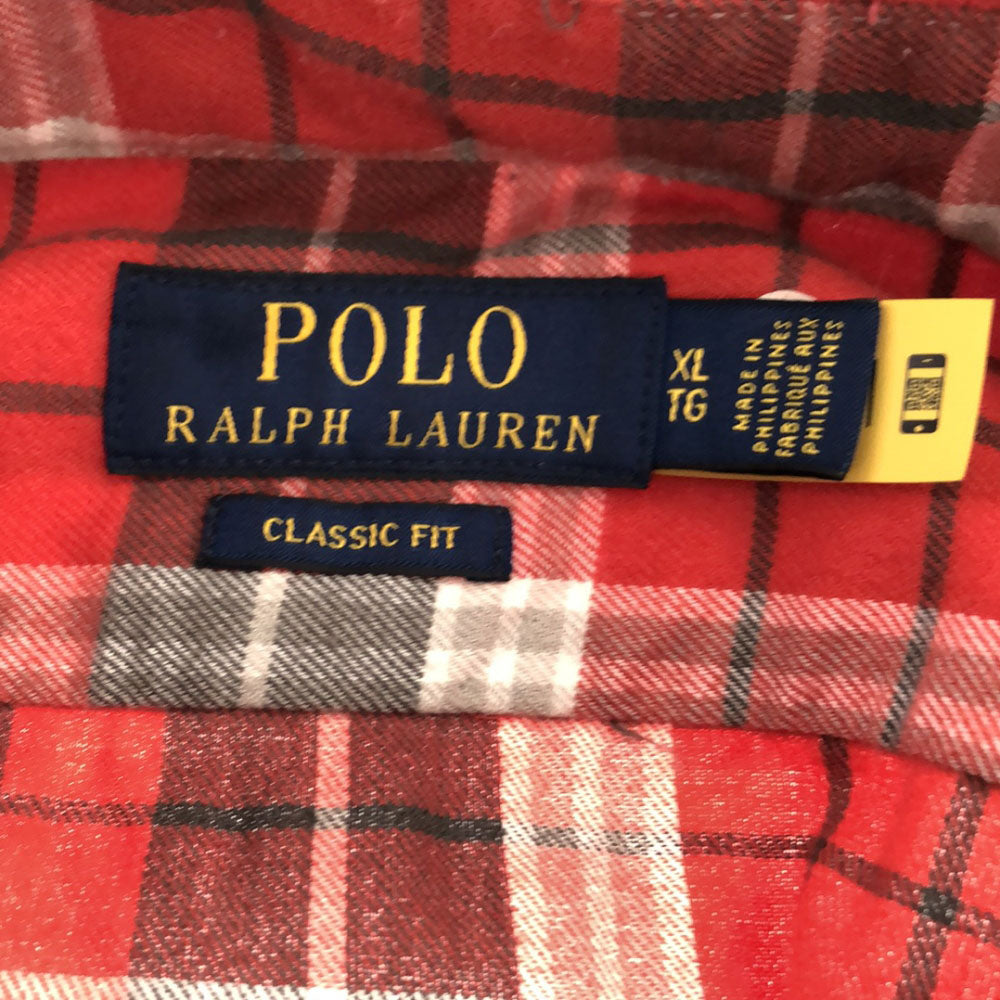 POLO
RALPH LAUREN
XL
TG
MADE IN
PHILIPPINES
FABRIQUÉ AUX
PHILIPPINES
CLASSIC FIT